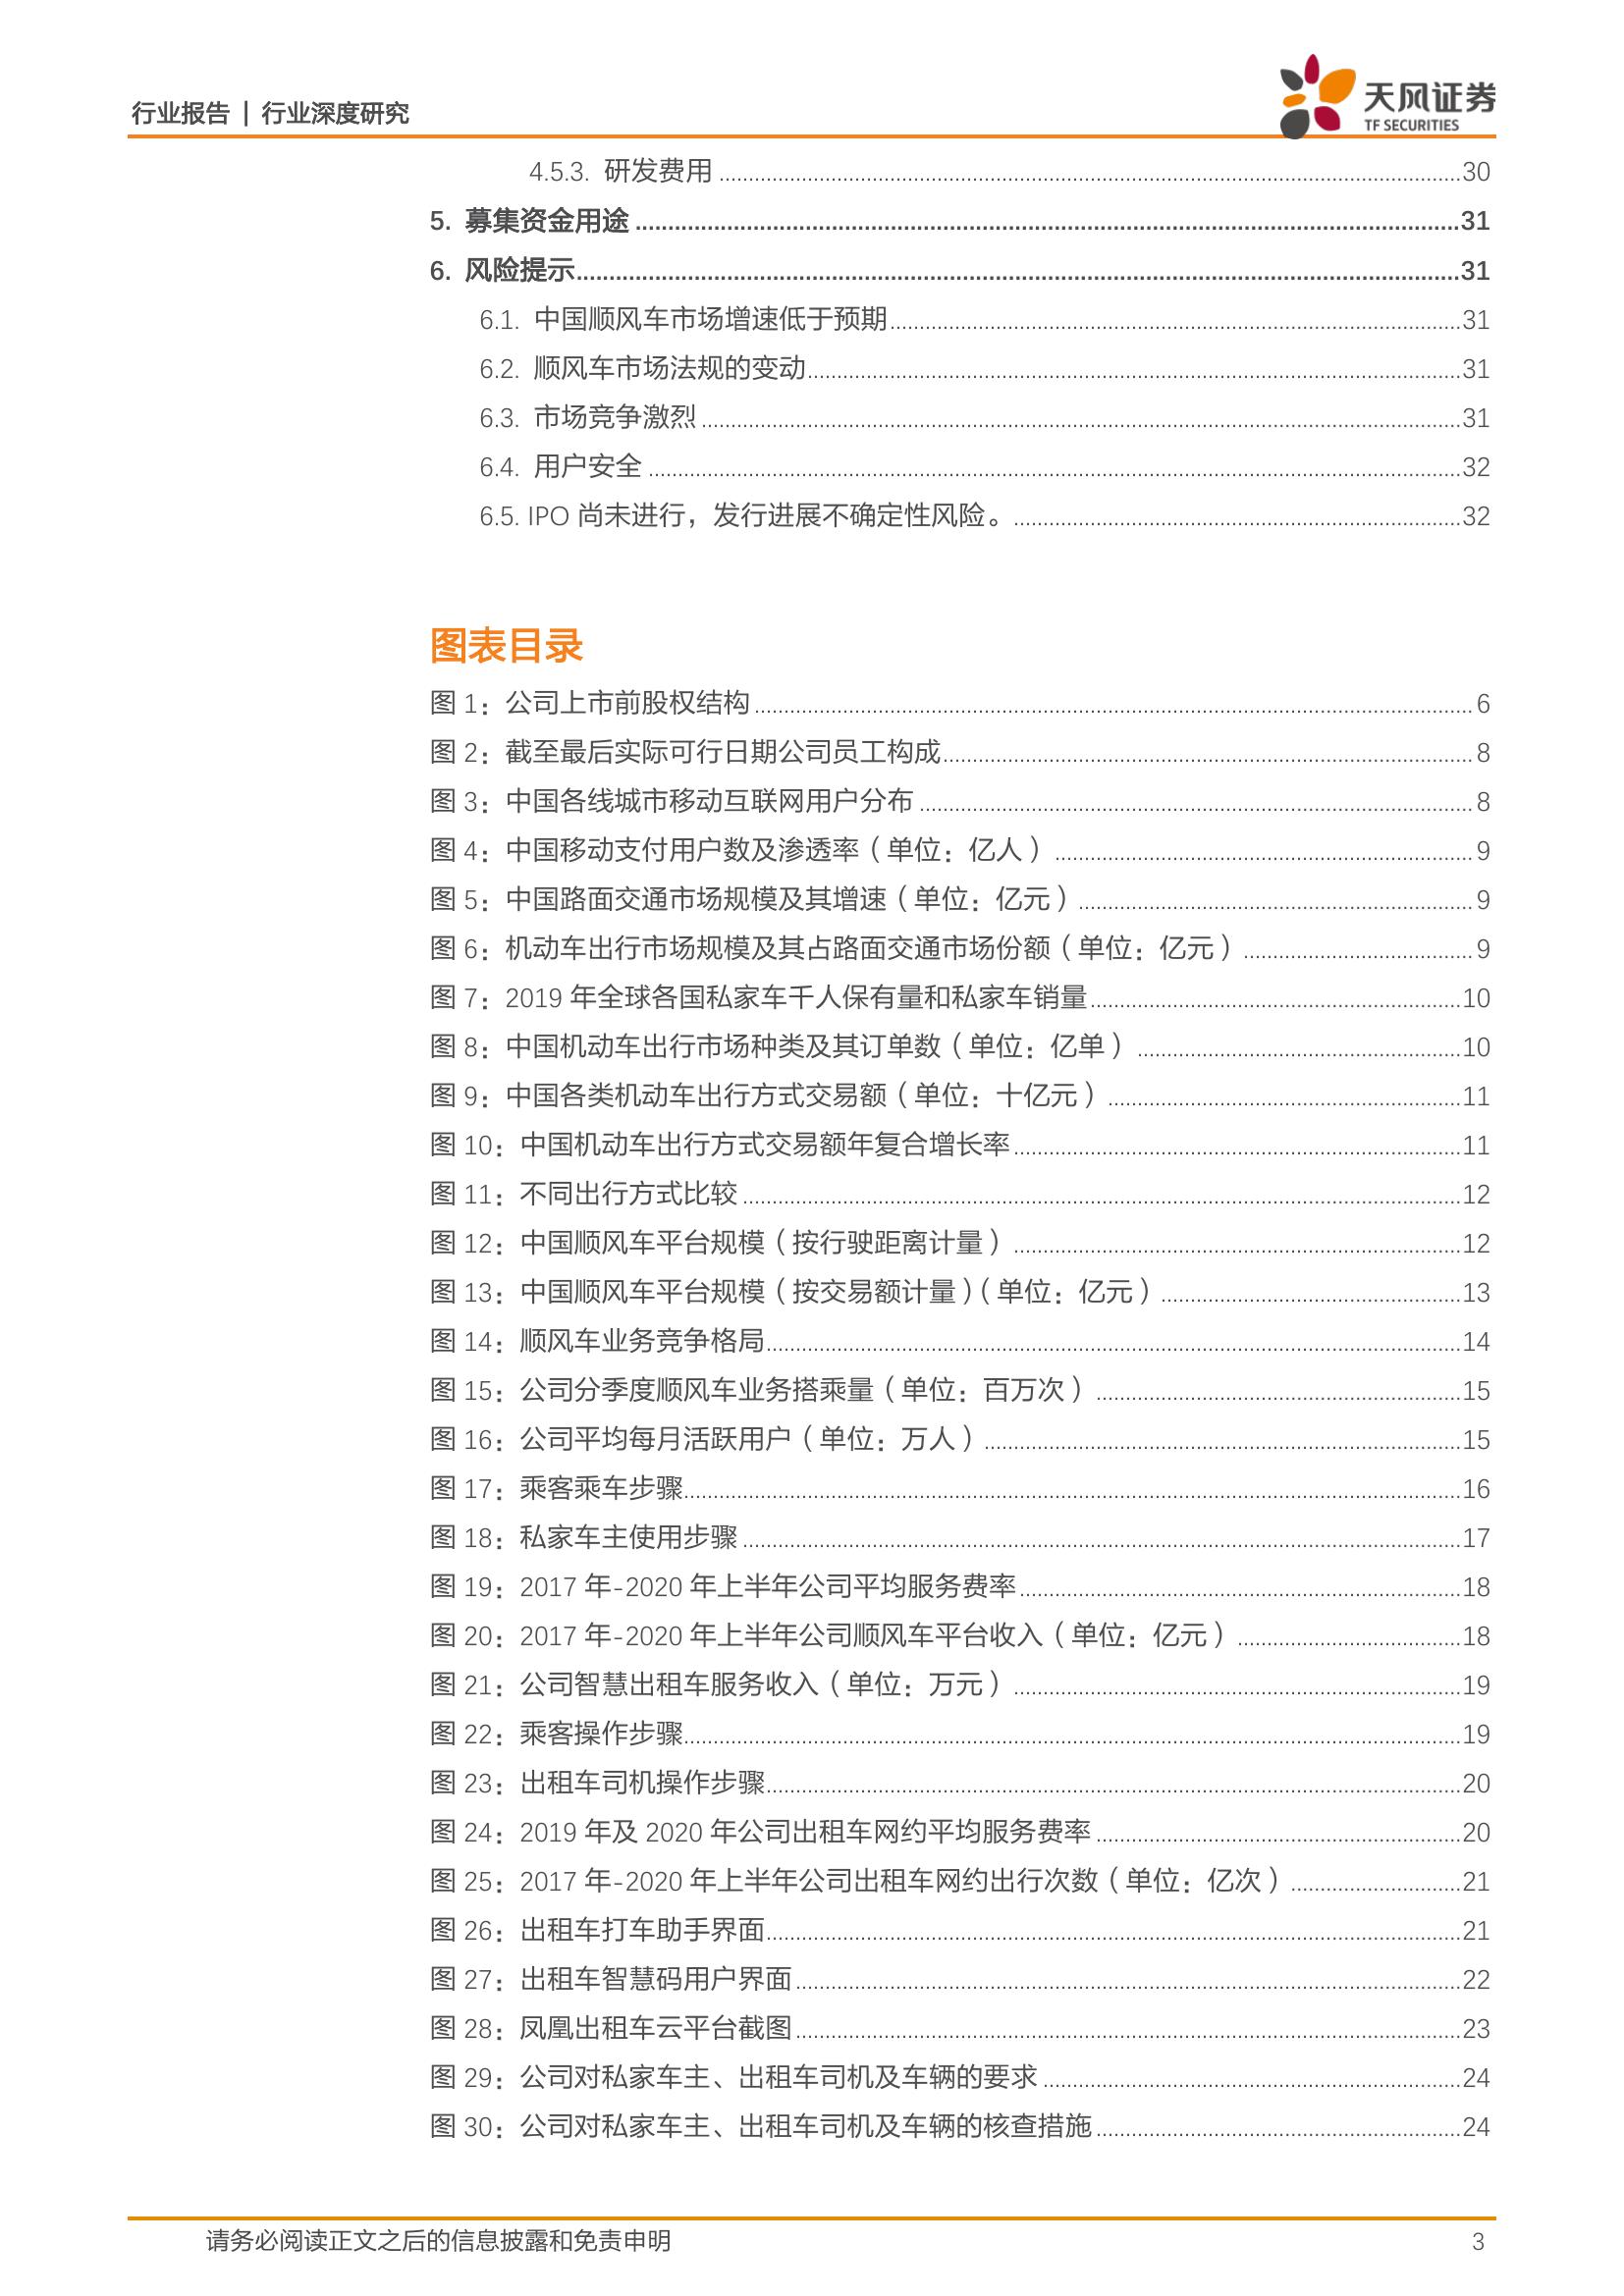 行业报告 | 行业深度研究
天风证券
TF SECURITIES
4.5.3. 研发费用 30
5. 募集资金用途 31
6. 风险提示 31
6.1. 中国顺风车市场增速低于预期 31
6.2. 顺风车市场法规的变动 31
6.3. 市场竞争激烈 31
6.4. 用户安全 32
6.5. IPO 尚未进行，发行进展不确定性风险。 32
图表目录
图 1：公司上市前股权结构 6
图 2：截至最后实际可行日期公司员工构成 8
图 3：中国各线城市移动互联网用户分布 8
图 4：中国移动支付用户数及渗透率（单位：亿人） 9
图 5：中国路面交通市场规模及其增速（单位：亿元） 9
图 6：机动车出行市场规模及其占路面交通市场份额（单位：亿元） 9
图 7：2019 年全球各国私家车千人保有量和私家车销量 10
图 8：中国机动车出行市场种类及其订单数（单位：亿单） 10
图 9：中国各类机动车出行方式交易额（单位：十亿元） 11
图 10：中国机动车出行方式交易额年复合增长率 11
图 11：不同出行方式比较 12
图 12：中国顺风车平台规模（按行驶距离计量） 12
图 13：中国顺风车平台规模（按交易额计量）（单位：亿元） 13
图 14：顺风车业务竞争格局 14
图 15：公司分季度顺风车业务搭乘量（单位：百万次） 15
图 16：公司平均每月活跃用户（单位：万人） 15
图 17：乘客乘车步骤 16
图 18：私家车主使用步骤 17
图 19：2017 年-2020 年上半年公司平均服务费率 18
图 20：2017 年-2020 年上半年公司顺风车平台收入（单位：亿元） 18
图 21：公司智慧出租车服务收入（单位：万元） 19
图 22：乘客操作步骤 19
图 23：出租车司机操作步骤 20
图 24：2019 年及 2020 年公司出租车网约平均服务费率 20
图 25：2017 年-2020 年上半年公司出租车网约出行次数（单位：亿次） 21
图 26：出租车打车助手界面 21
图 27：出租车智慧码用户界面 22
图 28：凤凰出租车云平台截图 23
图 29：公司对私家车主、出租车司机及车辆的要求 24
图 30：公司对私家车主、出租车司机及车辆的核查措施 24
请务必阅读正文之后的信息披露和免责申明 3